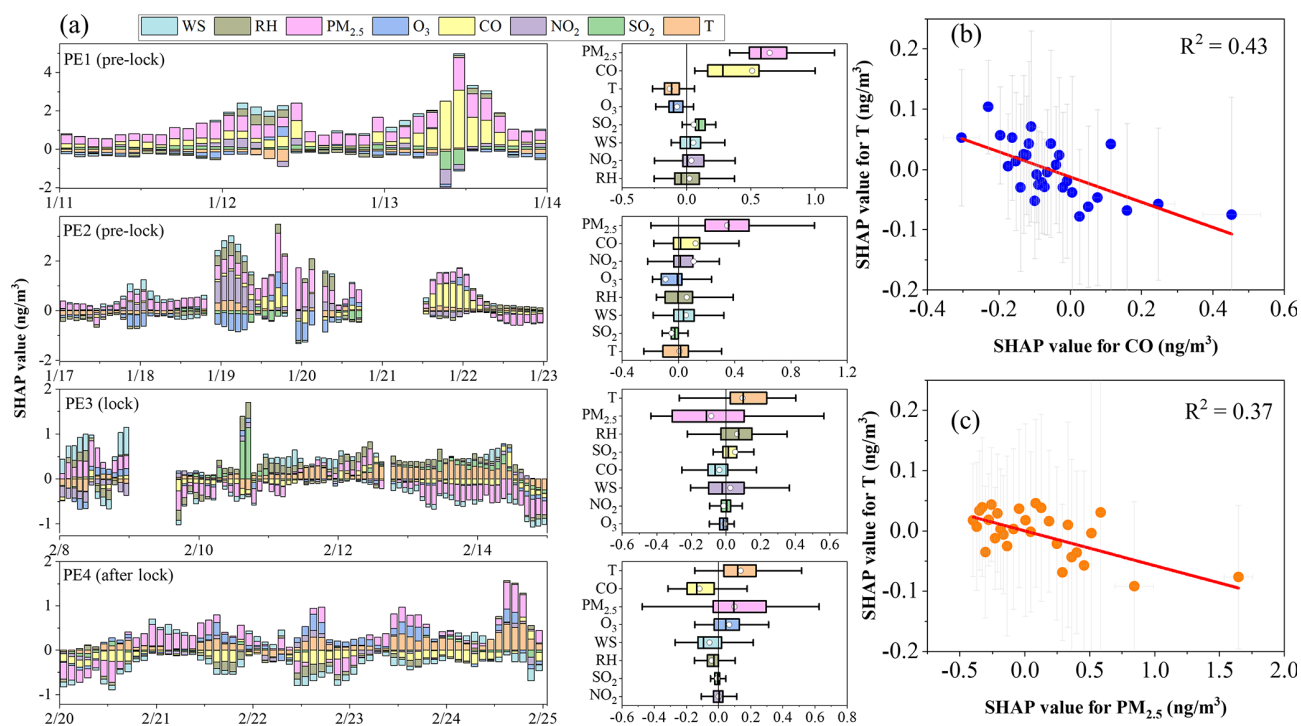 (a)
WS RH PM2.5 O3 CO NO2 SO2 T
SHAP value (ng/m3)
PE1 (pre-lock)
4
2
0
-2
1/11 1/12 1/13 1/14
PM2.5
CO
T
O3
SO2
WS
NO2
RH
-0.5 0.0 0.5 1.0
PE2 (pre-lock)
2
0
-2
1/17 1/18 1/19 1/20 1/21 1/22 1/23
PM2.5
CO
NO2
O3
RH
WS
SO2
T
-0.4 0.0 0.4 0.8 1.2
PE3 (lock)
2
1
0
-1
2/8 2/10 2/12 2/14
T
PM2.5
RH
SO2
CO
WS
NO2
O3
-0.6 -0.4 -0.2 0.0 0.2 0.4 0.6
PE4 (after lock)
1
0
-1
2/20 2/21 2/22 2/23 2/24 2/25
T
CO
PM2.5
O3
WS
RH
SO2
NO2
-0.6 -0.4 -0.2 0.0 0.2 0.4 0.6 0.8
(b)
R2 = 0.43
SHAP value for T (ng/m3)
0.2
0.1
0.0
-0.1
-0.2
-0.4 -0.2 0.0 0.2 0.4 0.6
SHAP value for CO (ng/m3)
(c)
R2 = 0.37
SHAP value for T (ng/m3)
0.2
0.1
0.0
-0.1
-0.2
-0.5 0.0 0.5 1.0 1.5 2.0
SHAP value for PM2.5 (ng/m3)